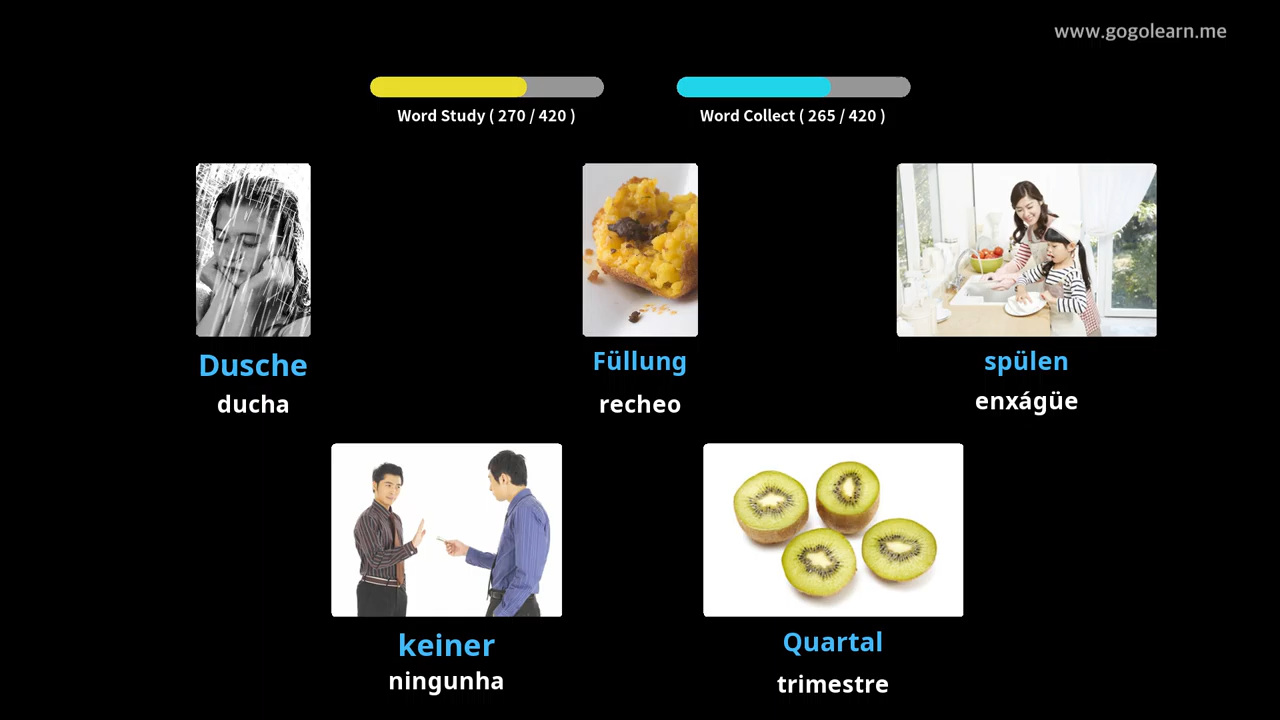 www.gogolearn.me
Word Study ( 270 / 420 )
Word Collect ( 265 / 420 )
Dusche
ducha
Füllung
recheo
spülen
enxágüe
keiner
ningunha
Quartal
trimestre